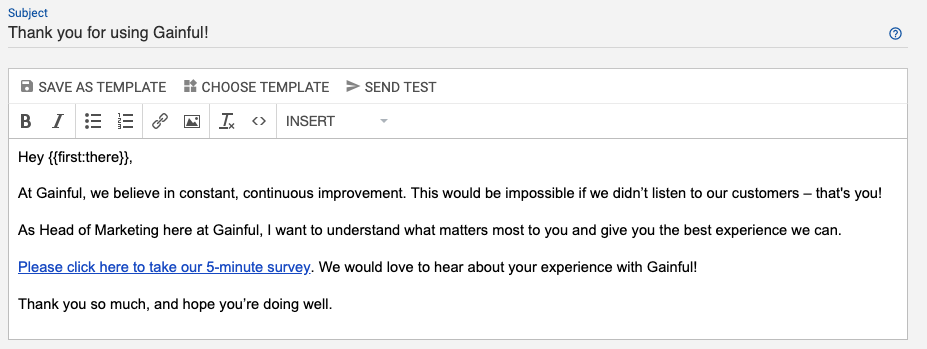 Subject
Thank you for using Gainful!
SAVE AS TEMPLATE CHOOSE TEMPLATE SEND TEST
B I INSERT
Hey {{first:there}},
At Gainful, we believe in constant, continuous improvement. This would be impossible if we didn’t listen to our customers – that's you!
As Head of Marketing here at Gainful, I want to understand what matters most to you and give you the best experience we can.
Please click here to take our 5-minute survey. We would love to hear about your experience with Gainful!
Thank you so much, and hope you’re doing well.